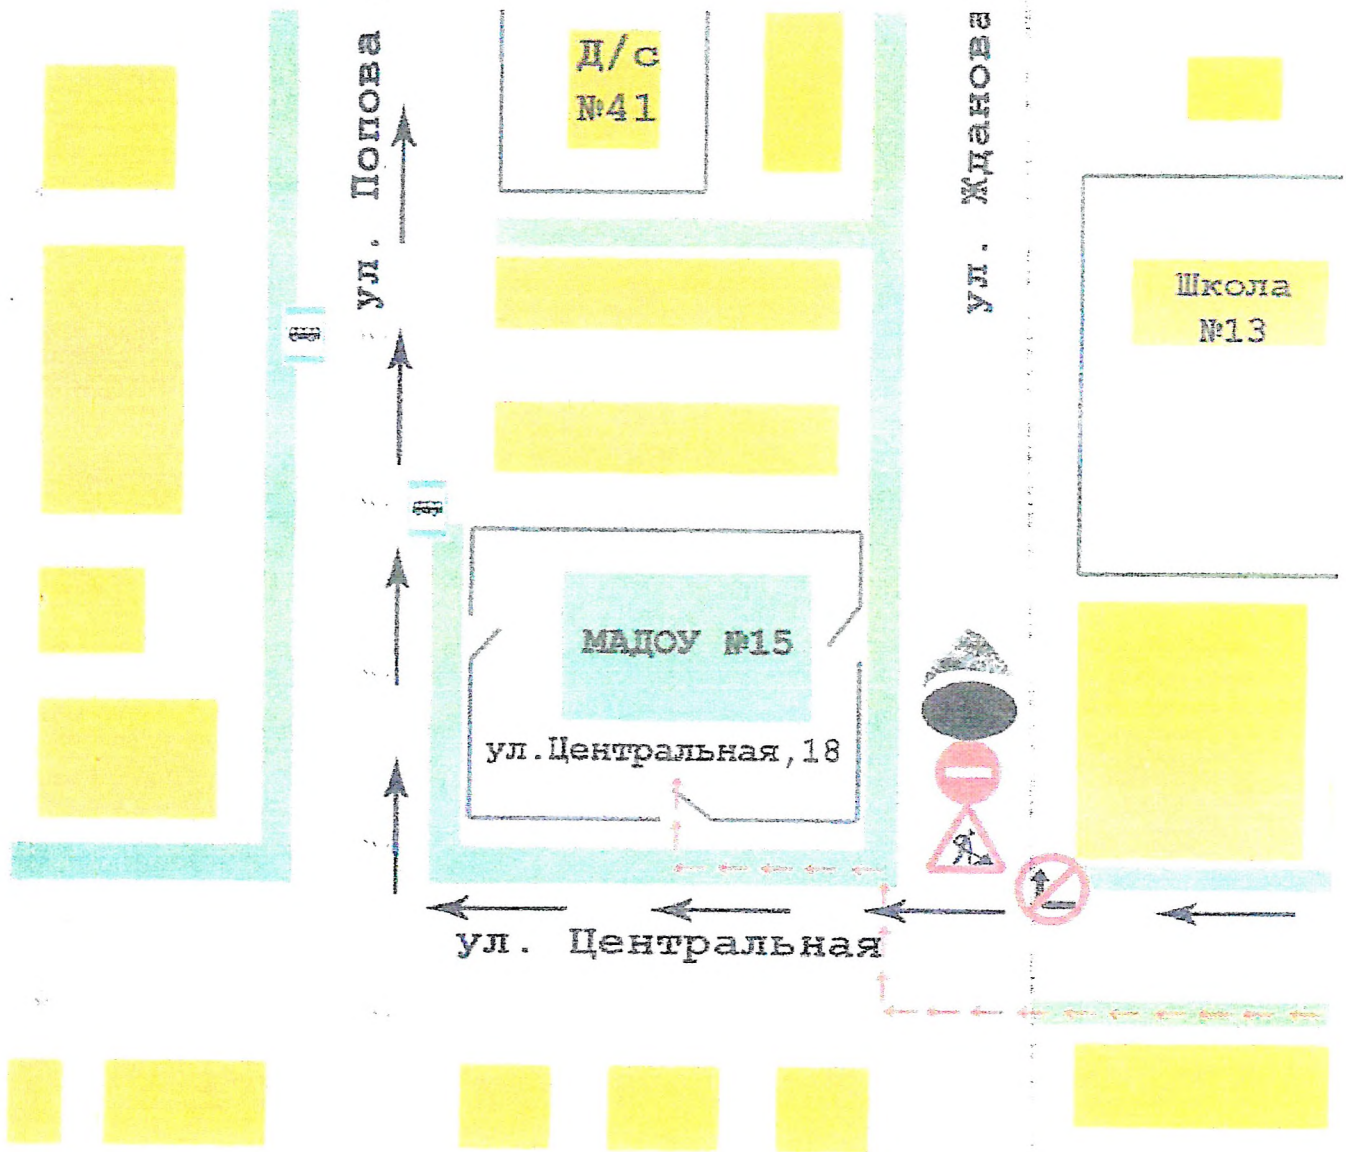 ул. Попова
Д/с
№41
ул. Жданова
Школа
№13
МАДОУ №15
ул.Центральная,18
ул. Центральная